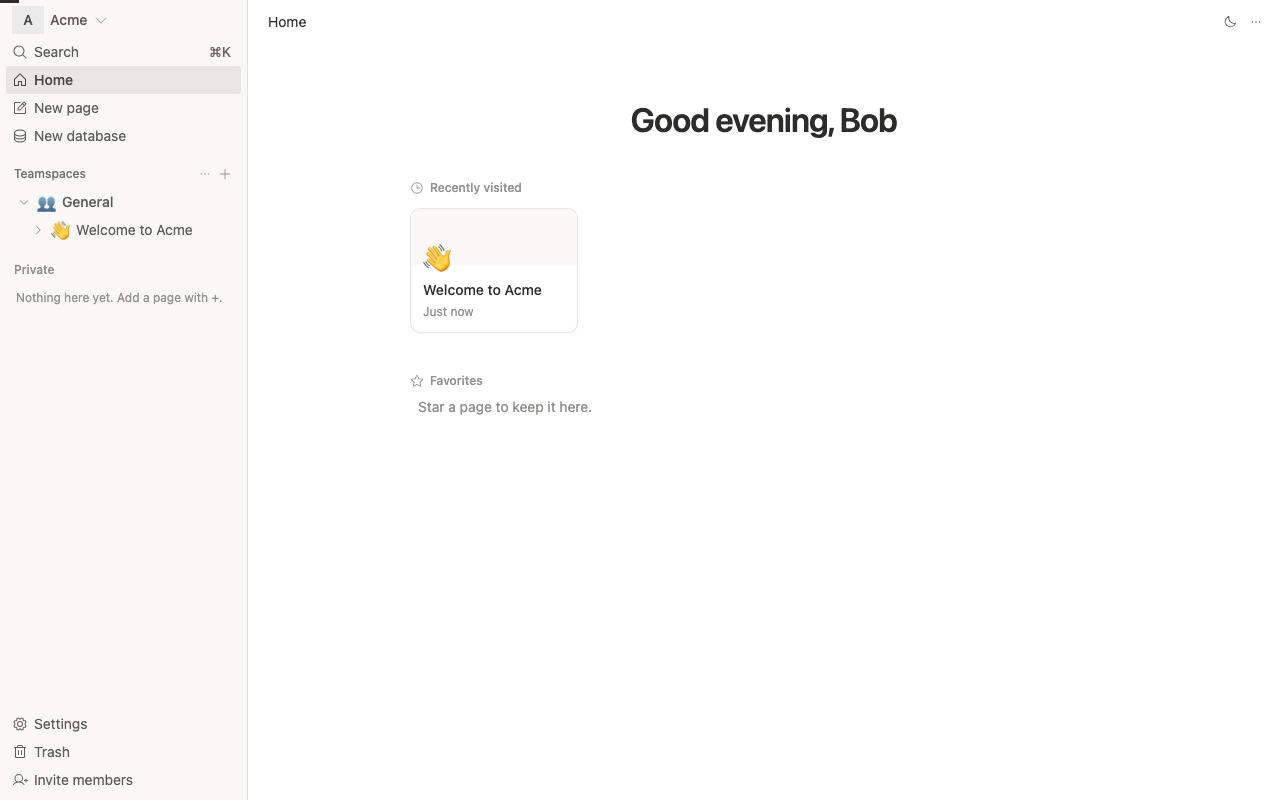 A Acme
Search ⌘K
Home
New page
New database
Teamspaces
General
Welcome to Acme
Private
Nothing here yet. Add a page with +.
Settings
Trash
Invite members
Home
Good evening, Bob
Recently visited
Welcome to Acme
Just now
Favorites
Star a page to keep it here.